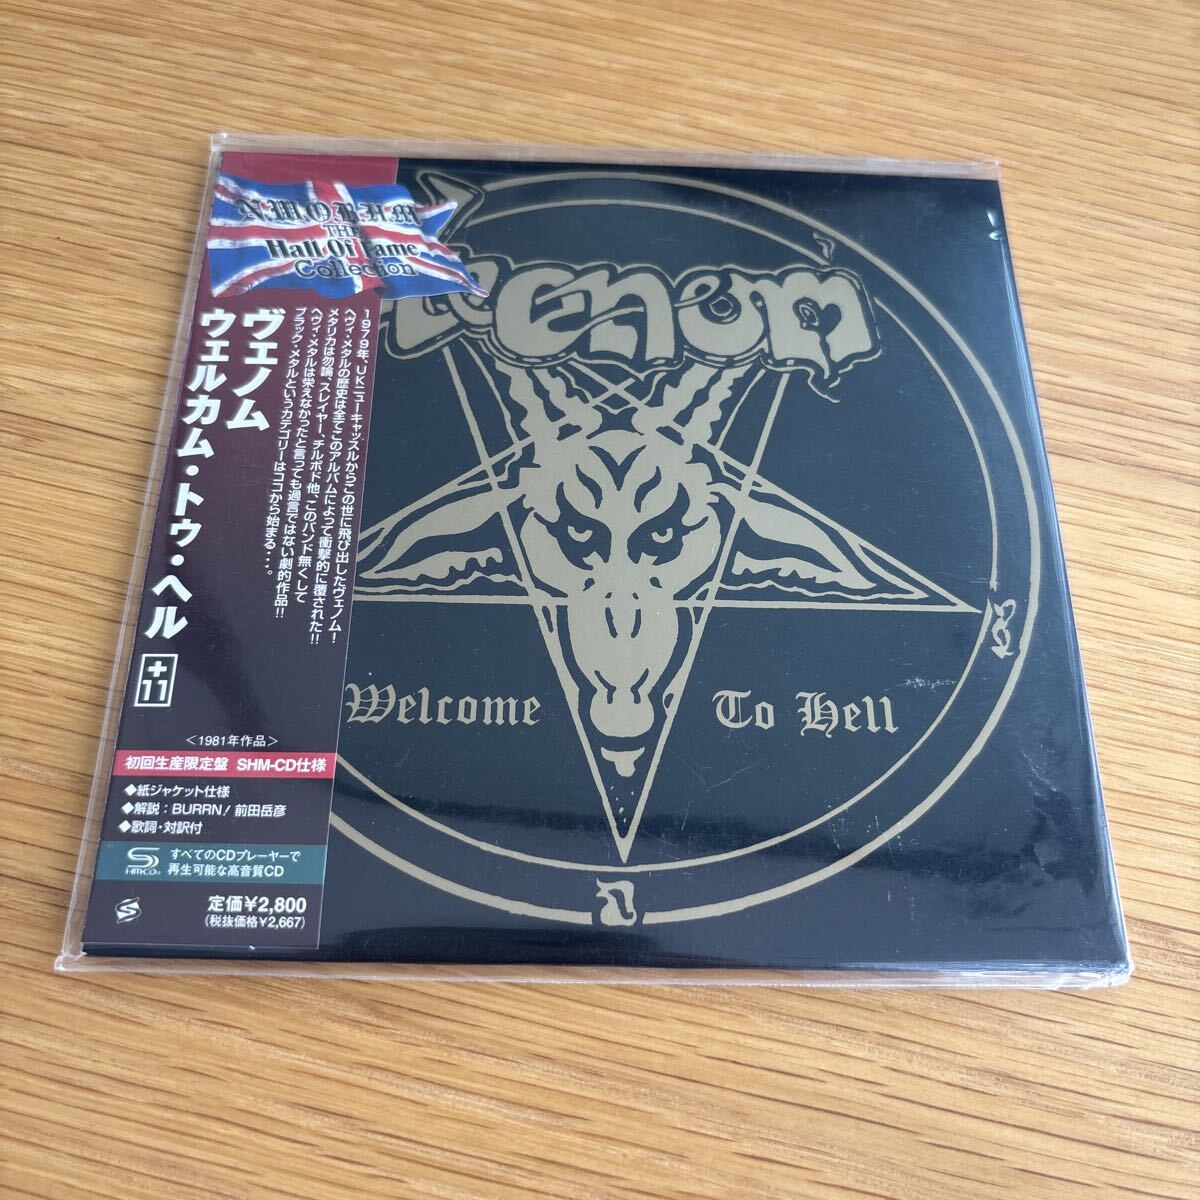 N.W.O.B.H.M
THE
Hall Of Fame
Collection
ヴェノム
ウェルカム・トゥ・ヘル
+11
1979年、UKニューキャッスルからこの世に飛び出したヴェノム！
ヘヴィ・メタルの歴史は全てこのアルバムによって衝撃的に覆された!!
メタリカは勿論、スレイヤー、チルボド他、このバンド無くして
ヘヴィ・メタルは栄えなかったと言っても過言ではない劇的作品!!
ブラック・メタルというカテゴリーはココから始まる・・・。
＜1981年作品＞
初回生産限定盤 SHM-CD仕様
◆紙ジャケット仕様
◆解説：BURRN! 前田岳彦
◆歌詞・対訳付
SHM-CD
すべてのCDプレーヤーで
再生可能な高音質CD
定価¥2,800
(税抜価格¥2,667)
Venom
Welcome To Hell